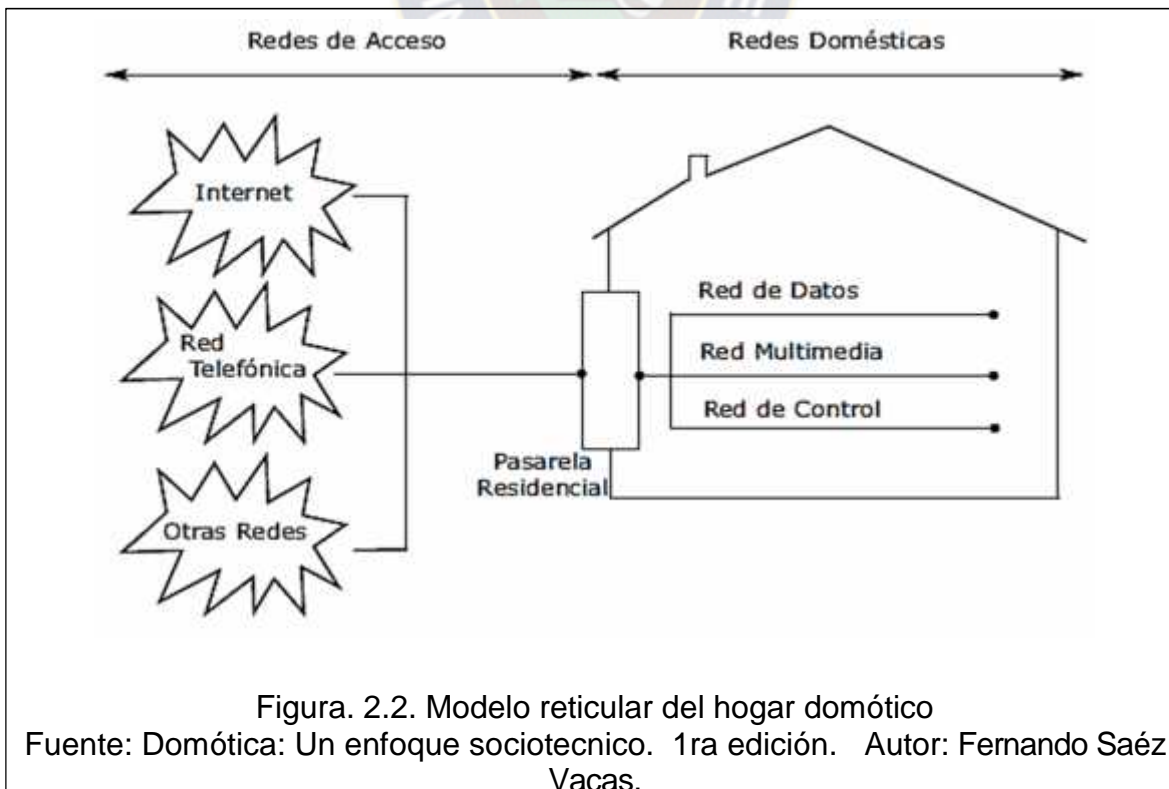 Redes de Acceso
Redes Domésticas
Internet
Red
Telefónica
Otras Redes
Pasarela
Residencial
Red de Datos
Red Multimedia
Red de Control
Figura. 2.2. Modelo reticular del hogar domótico
Fuente: Domótica: Un enfoque sociotecnico. 1ra edición. Autor: Fernando Saéz
Vacas.